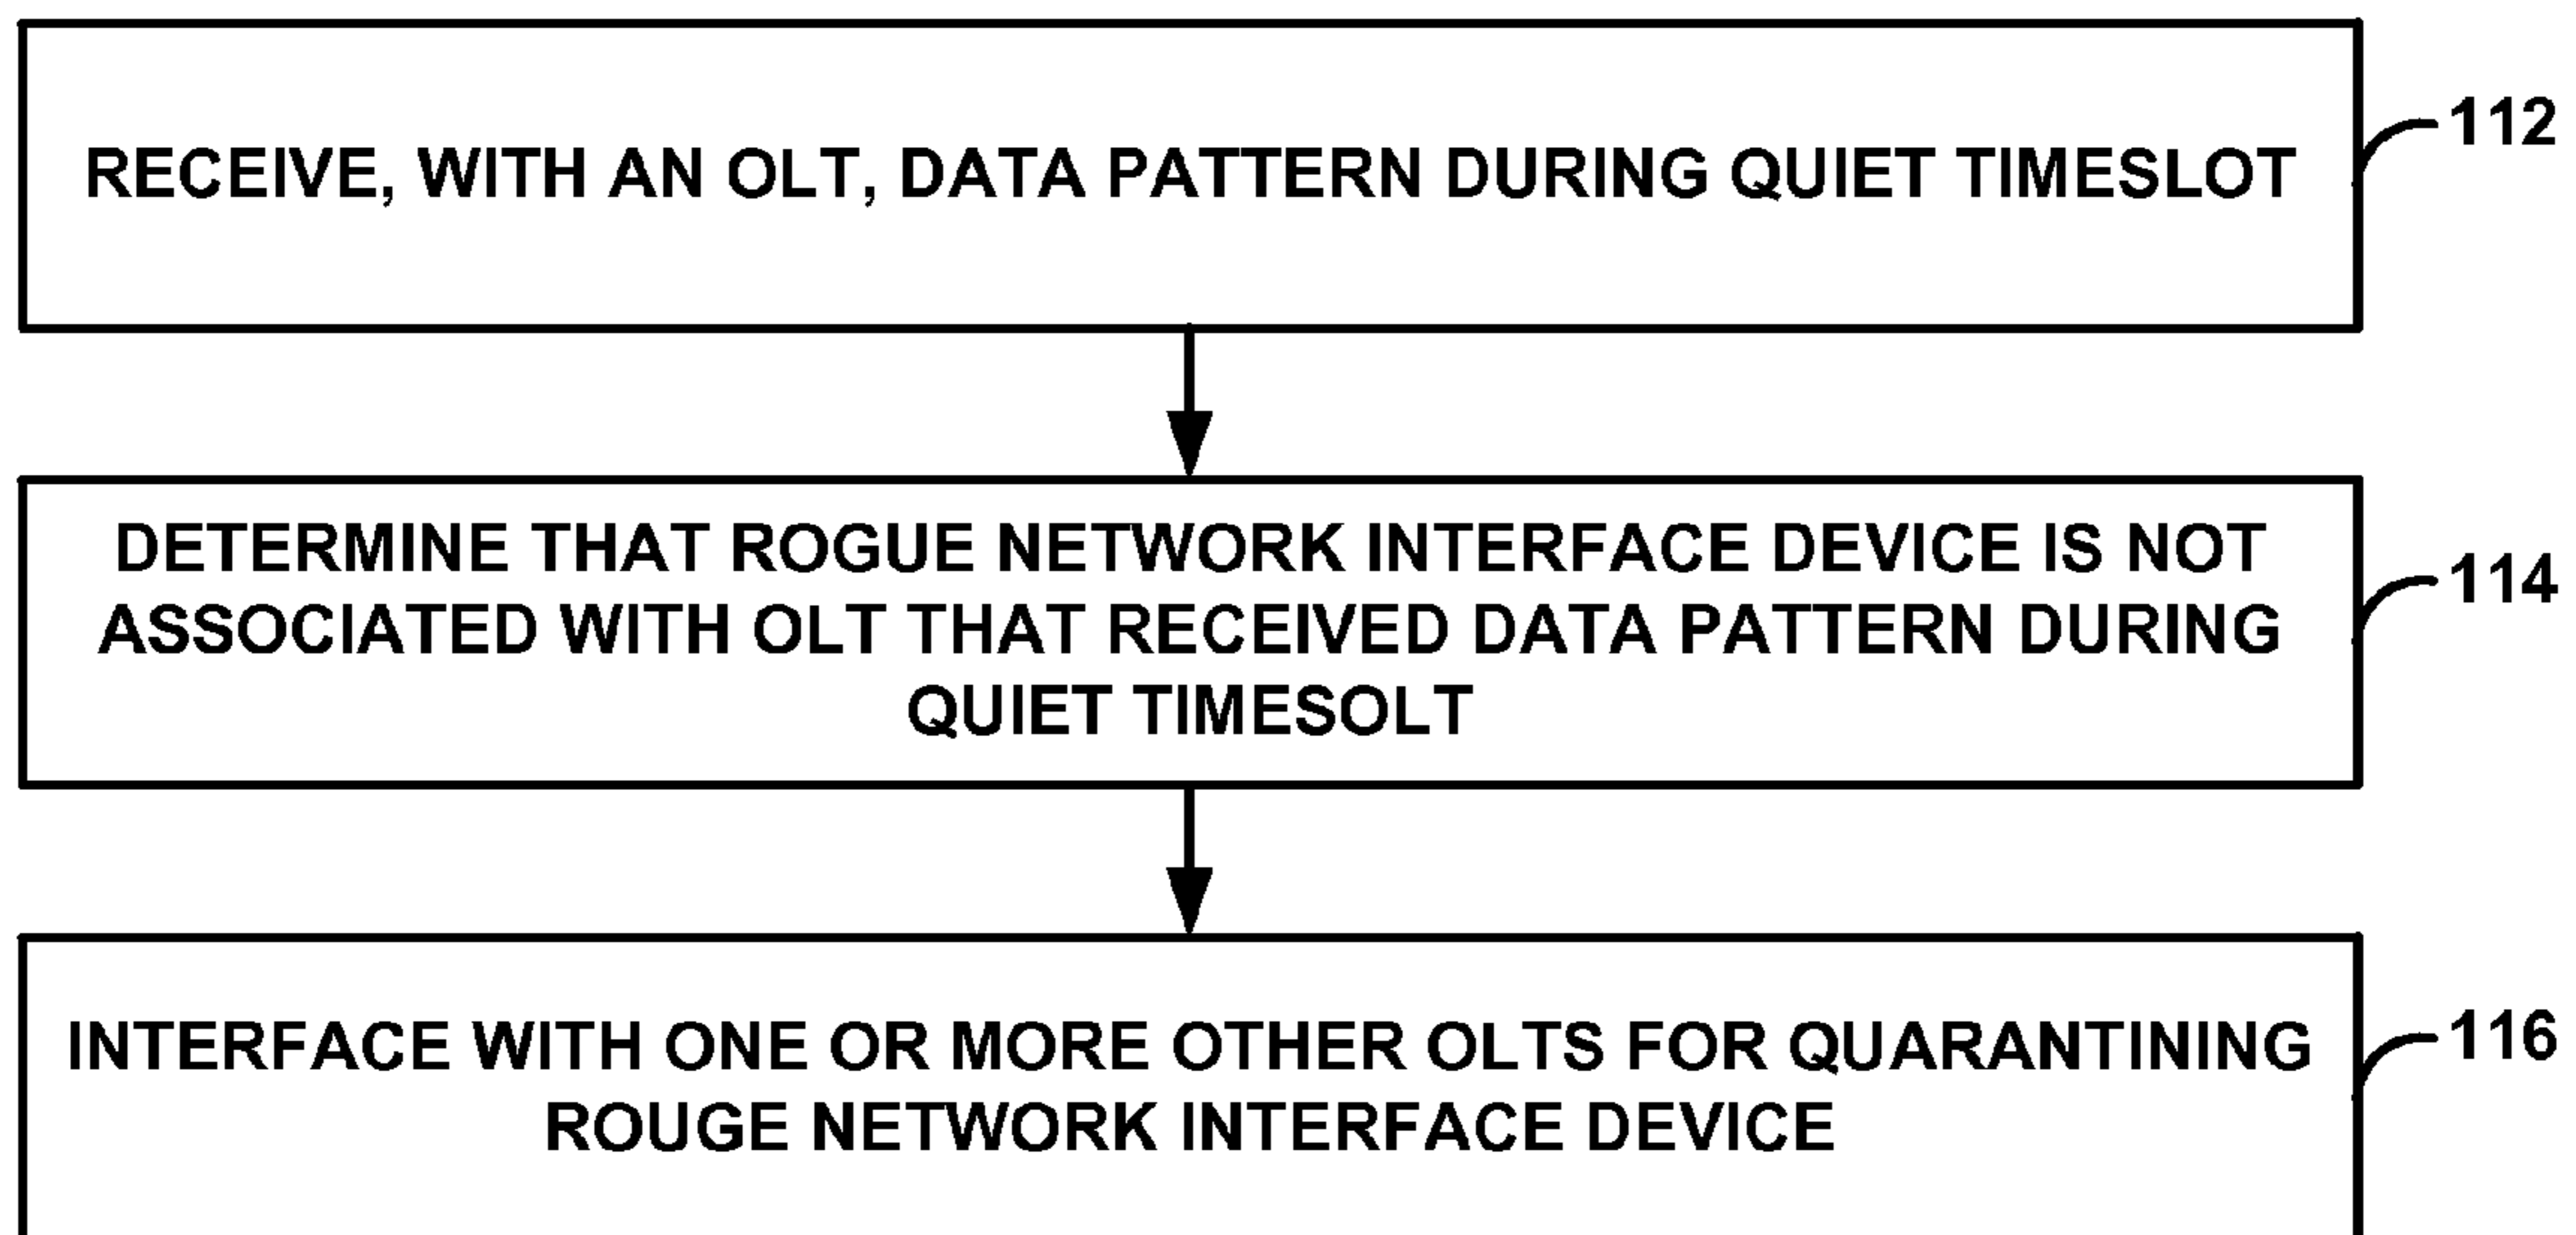 RECEIVE, WITH AN OLT, DATA PATTERN DURING QUIET TIMESLOT
112
DETERMINE THAT ROGUE NETWORK INTERFACE DEVICE IS NOT
ASSOCIATED WITH OLT THAT RECEIVED DATA PATTERN DURING
QUIET TIMESOLT
114
INTERFACE WITH ONE OR MORE OTHER OLTS FOR QUARANTINING
ROUGE NETWORK INTERFACE DEVICE
116